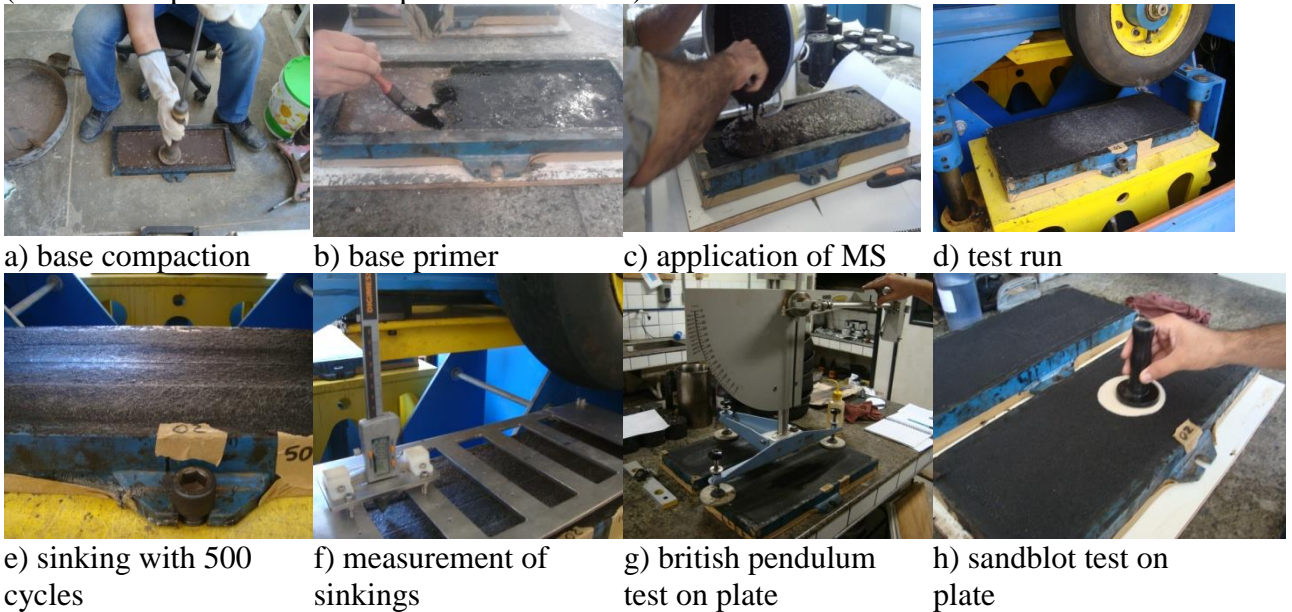 a) base compaction
b) base primer
c) application of MS
d) test run
50
e) sinking with 500
cycles
f) measurement of
sinkings
g) british pendulum
test on plate
h) sandblot test on
plate